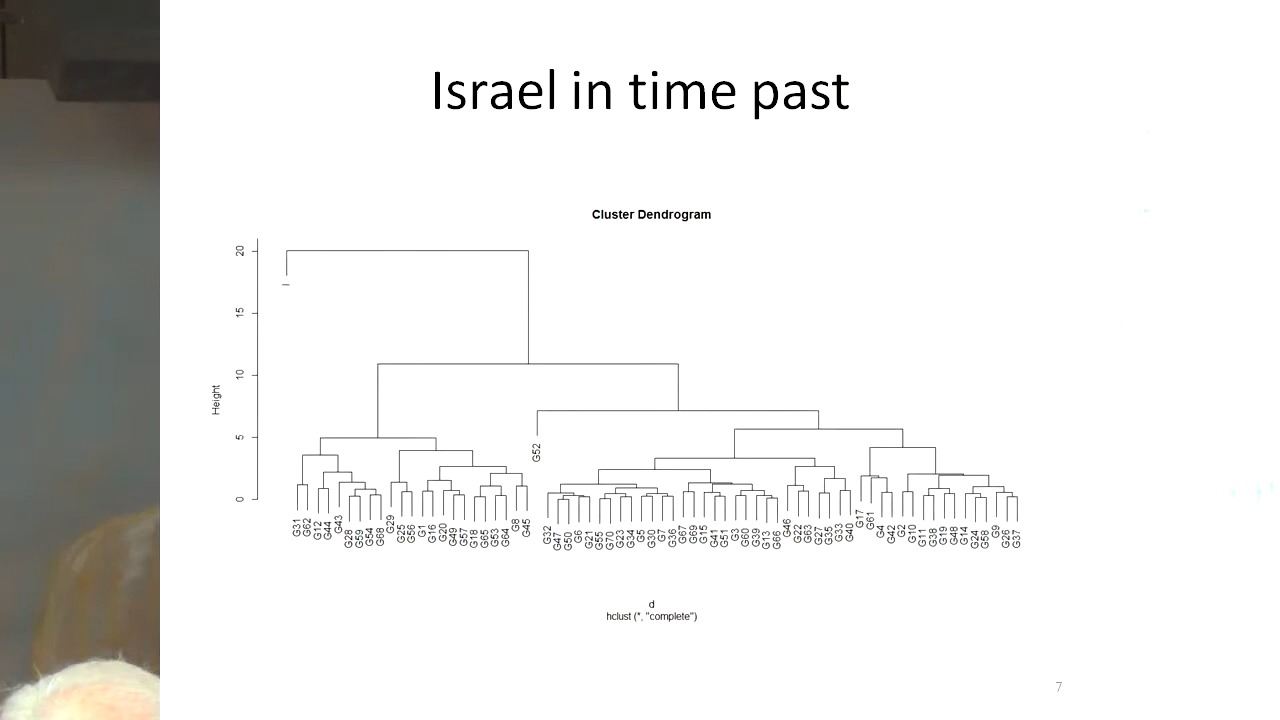 Israel in time past
Cluster Dendrogram
Height
20
15
10
5
0
I
G52
G31
G62
G12
G44
G43
G28
G59
G54
G68
G29
G25
G56
G1
G16
G20
G49
G57
G18
G65
G53
G64
G8
G45
G32
G47
G50
G6
G21
G55
G70
G23
G34
G5
G30
G7
G36
G67
G69
G15
G41
G51
G3
G60
G39
G13
G66
G46
G22
G63
G27
G35
G33
G40
G17
G61
G4
G42
G2
G10
G11
G38
G19
G48
G14
G24
G58
G9
G26
G37
d
hclust (*, "complete")
7